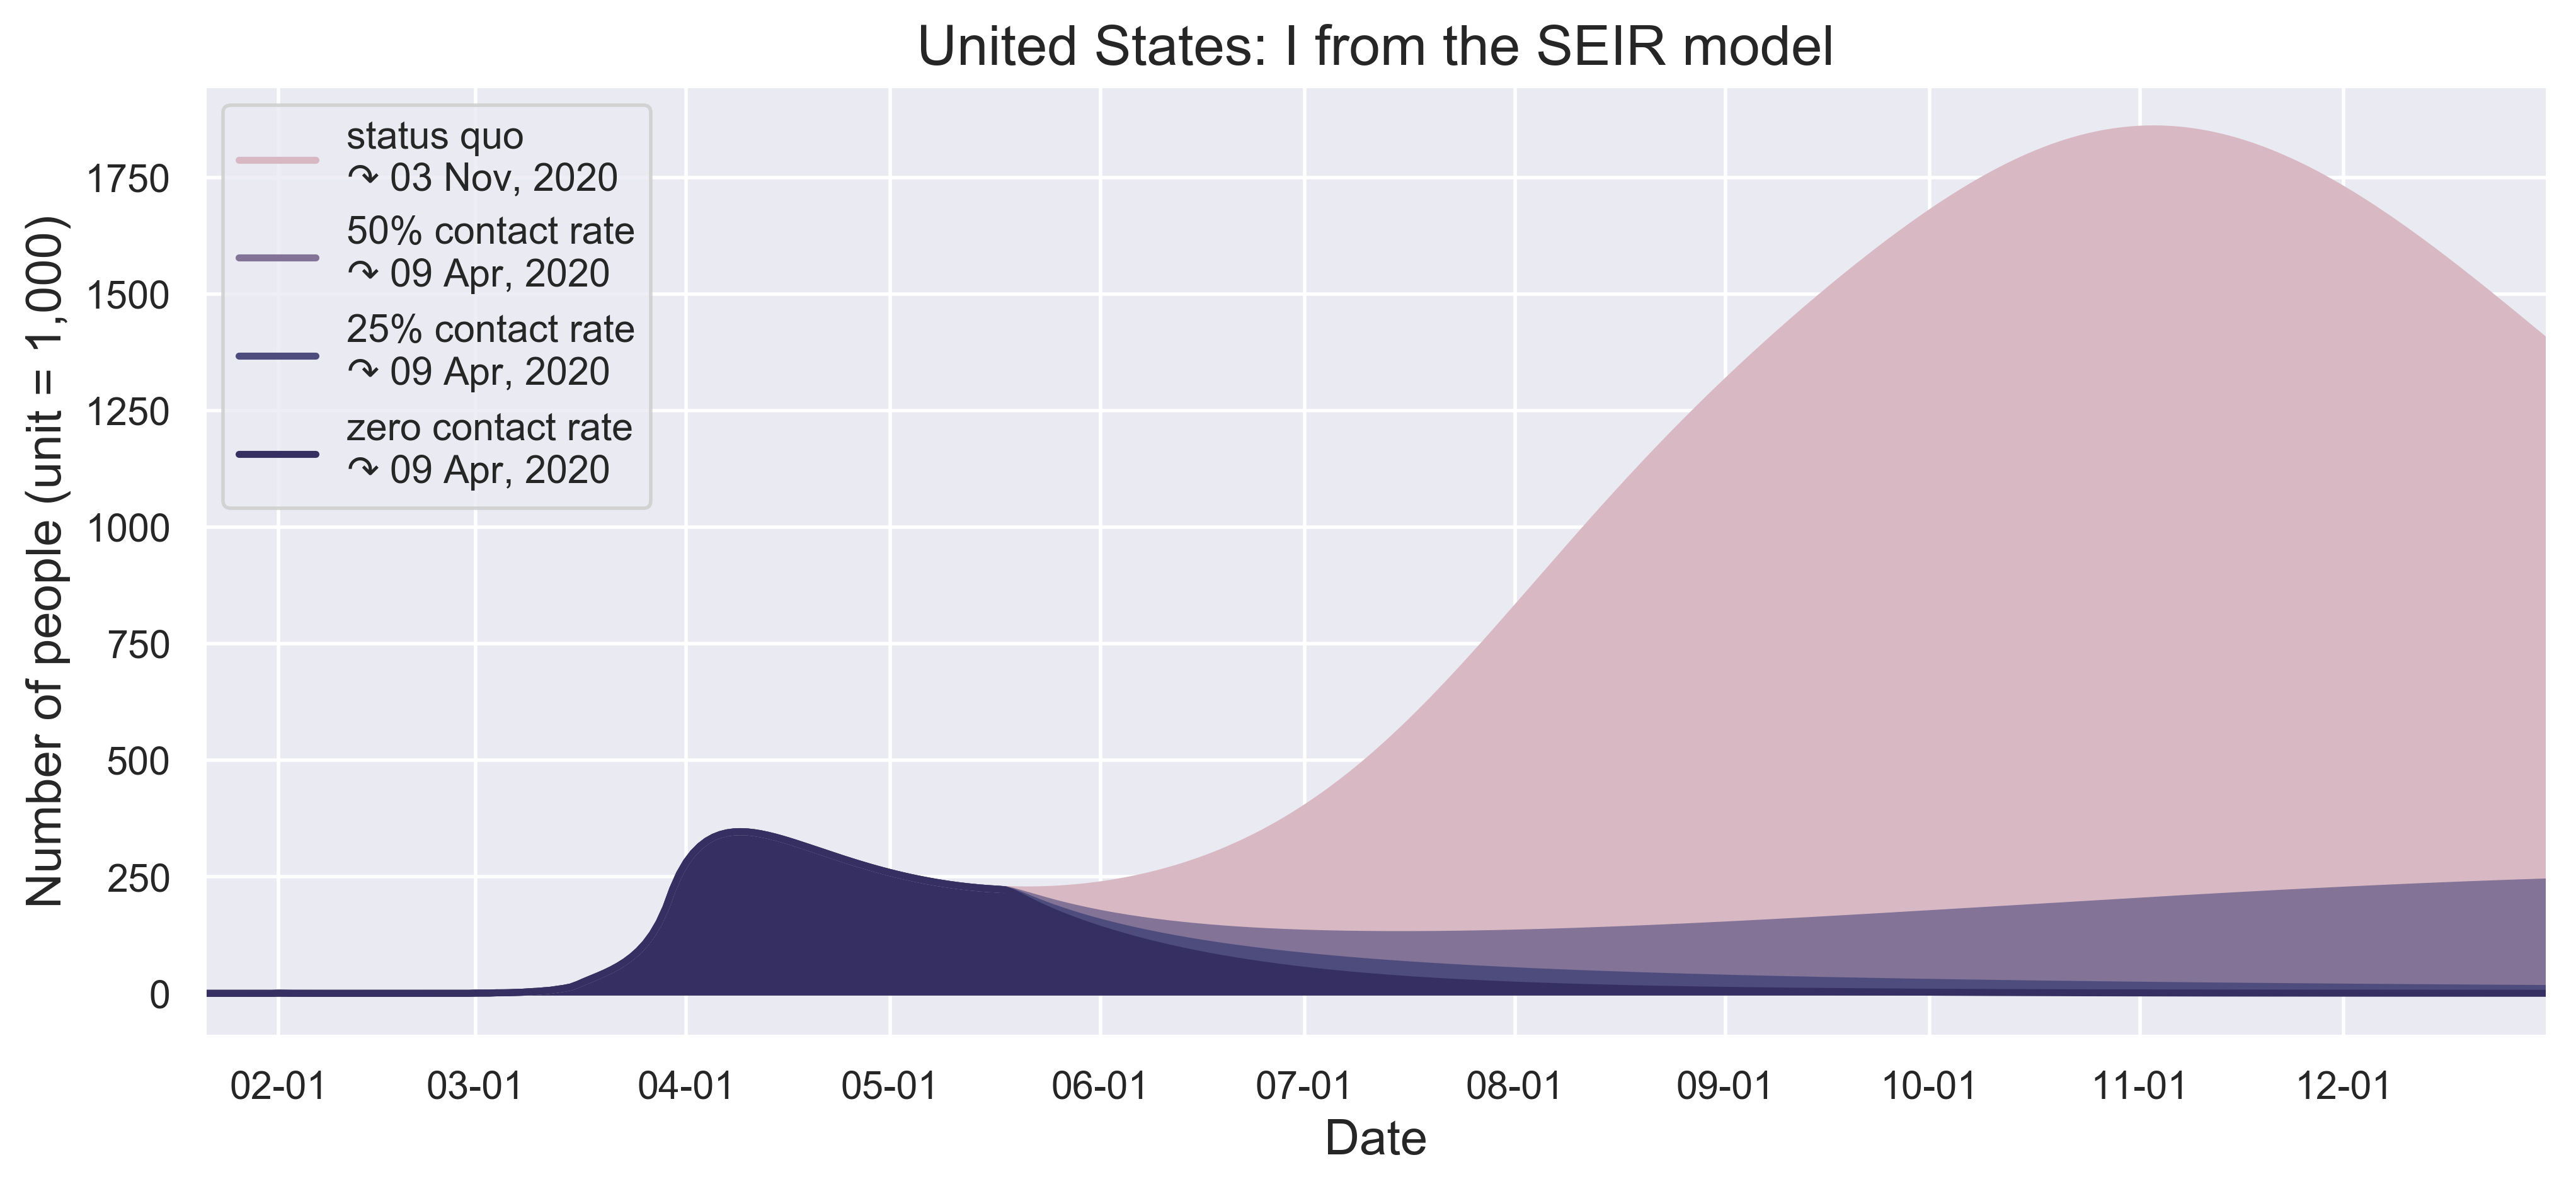 United States: I from the SEIR model
status quo
↷ 03 Nov, 2020
50% contact rate
↷ 09 Apr, 2020
25% contact rate
↷ 09 Apr, 2020
zero contact rate
↷ 09 Apr, 2020
Number of people (unit = 1,000)
1750
1500
1250
1000
750
500
250
0
02-01 03-01 04-01 05-01 06-01 07-01 08-01 09-01 10-01 11-01 12-01
Date